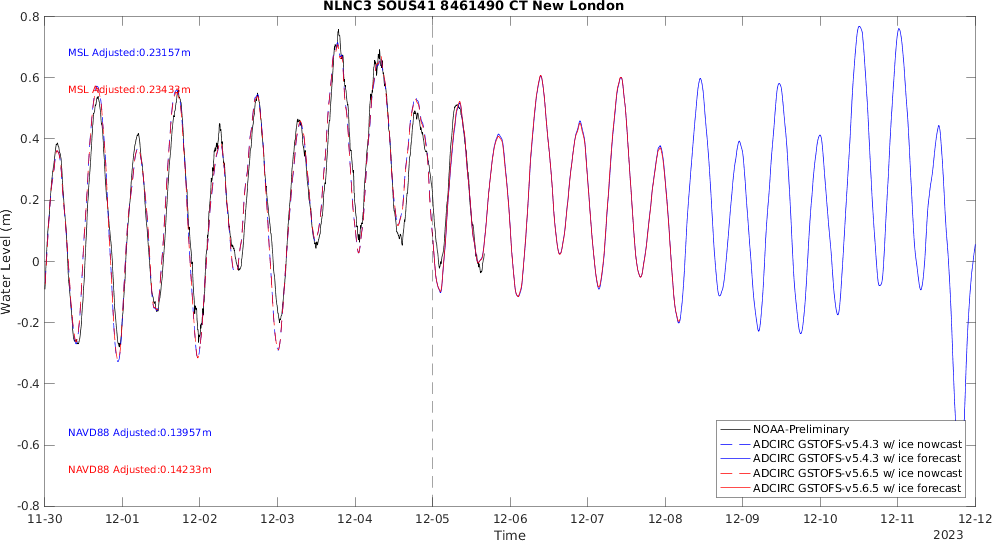 NLNC3 SOUS41 8461490 CT New London
0.8
MSL Adjusted:0.23157m
0.6
MSL Adjusted:0.23433m
0.4
0.2
0
-0.2
-0.4
-0.6
-0.8
Water Level (m)
NAVD88 Adjusted:0.13957m
NAVD88 Adjusted:0.14233m
NOAA-Preliminary
ADCIRC GSTOFS-v5.4.3 w/ ice nowcast
ADCIRC GSTOFS-v5.4.3 w/ ice forecast
ADCIRC GSTOFS-v5.6.5 w/ ice nowcast
ADCIRC GSTOFS-v5.6.5 w/ ice forecast
11-30 12-01 12-02 12-03 12-04 12-05 12-06 12-07 12-08 12-09 12-10 12-11 12-12
Time
2023